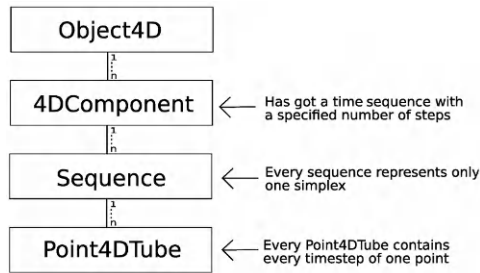 Object4D
1
n
4DComponent
Has got a time sequence with
a specified number of steps
1
n
Sequence
Every sequence represents only
one simplex
1
n
Point4DTube
Every Point4DTube contains
every timestep of one point